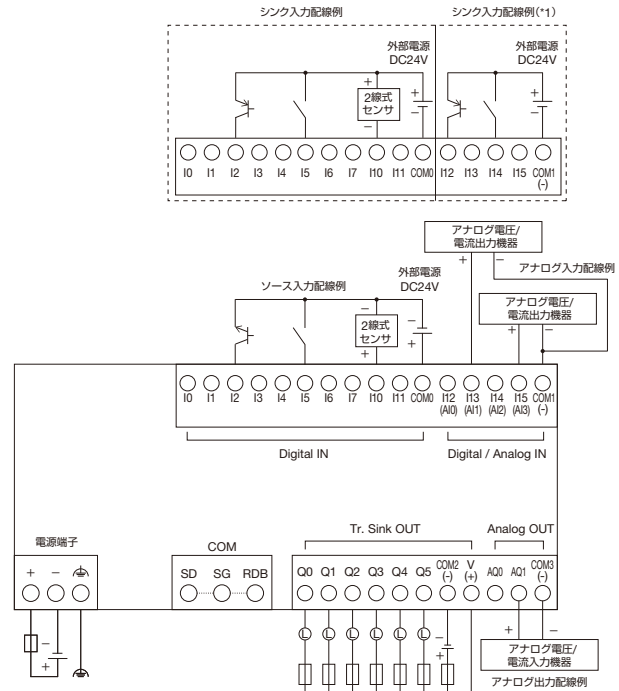 シンク入力配線例 シンク入力配線例(*1)
外部電源
DC24V
外部電源
DC24V
+ 2線式
センサ −
+ −
+ −
I0 I1 I2 I3 I4 I5 I6 I7 I10 I11 COM0 I12 I13 I14 I15 COM1
(-)
アナログ電圧/
電流出力機器
+ − アナログ入力配線例
ソース入力配線例
外部電源
DC24V
アナログ電圧/
電流出力機器
+ −
− 2線式
センサ +
− +
I0 I1 I2 I3 I4 I5 I6 I7 I10 I11 COM0 I12 I13 I14 I15 COM1
(AI0) (AI1) (AI2) (AI3) (-)
Digital IN Digital / Analog IN
Tr. Sink OUT Analog OUT
電源端子
+ −
COM
SD SG RDB
Q0 Q1 Q2 Q3 Q4 Q5 COM2
(-) V
(+) AQ0 AQ1 COM3
(-)
− +
L L L L L L
− +
+ −
アナログ電圧/
電流入力機器
アナログ出力配線例